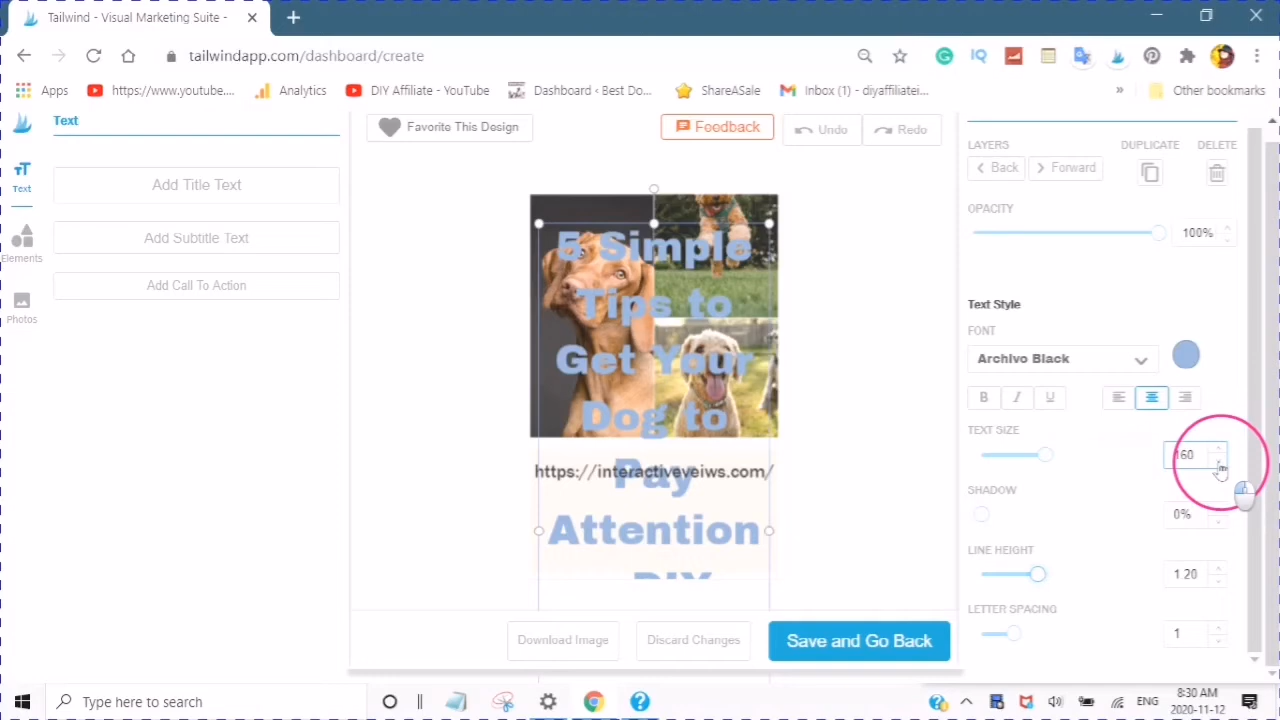 Tailwind - Visual Marketing Suite -
tailwindapp.com/dashboard/create
Apps
https://www.youtube....
Analytics
DIY Affiliate - YouTube
Dashboard ‹ Best Do...
ShareASale
Inbox (1) - diyaffiliatei...
»
Other bookmarks
Text
Favorite This Design
Feedback
Undo
Redo
LAYERS
DUPLICATE
DELETE
Back
Forward
Text
Add Title Text
Add Subtitle Text
Add Call To Action
Elements
Photos
OPACITY
100%
5 Simple
Tips to
Get Your
Dog to
Pay
Attention
DIY
https://interactiveveiws.com/
Text Style
FONT
Archivo Black
B I U
TEXT SIZE
160
SHADOW
0%
LINE HEIGHT
1.20
LETTER SPACING
1
Download Image
Discard Changes
Save and Go Back
Type here to search
ENG
8:30 AM
2020-11-12